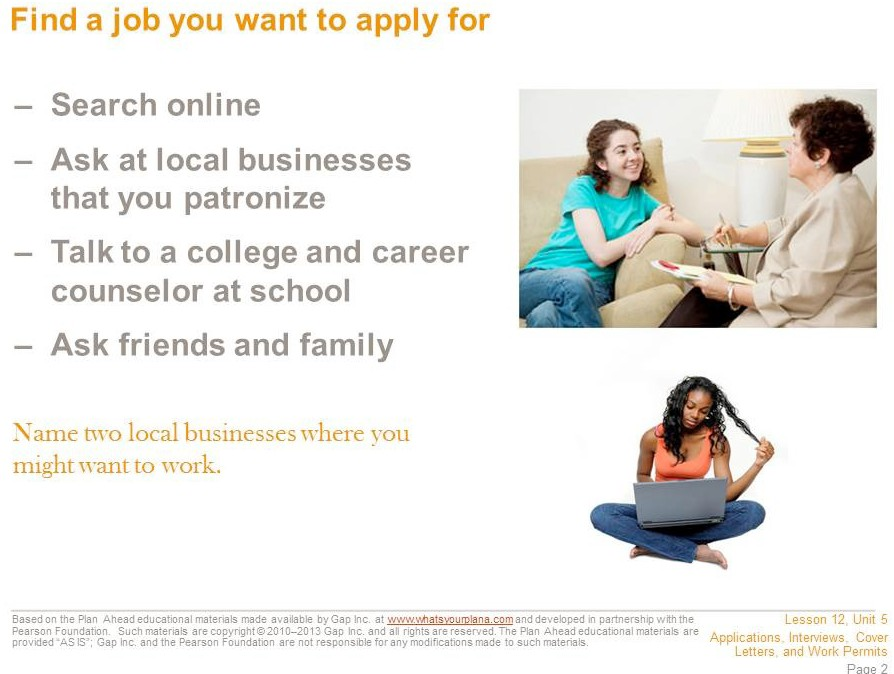 Find a job you want to apply for
– Search online
– Ask at local businesses
that you patronize
– Talk to a college and career
counselor at school
– Ask friends and family
Name two local businesses where you
might want to work.
Based on the Plan Ahead educational materials made available by Gap Inc. at www.whatsyourplana.com and developed in partnership with the
Pearson Foundation. Such materials are copyright © 2010–2013 Gap Inc. and all rights are reserved. The Plan Ahead educational materials are
provided “AS IS”; Gap Inc. and the Pearson Foundation are not responsible for any modifications made to such materials.
Lesson 12, Unit 5
Applications, Interviews, Cover
Letters, and Work Permits
Page 2